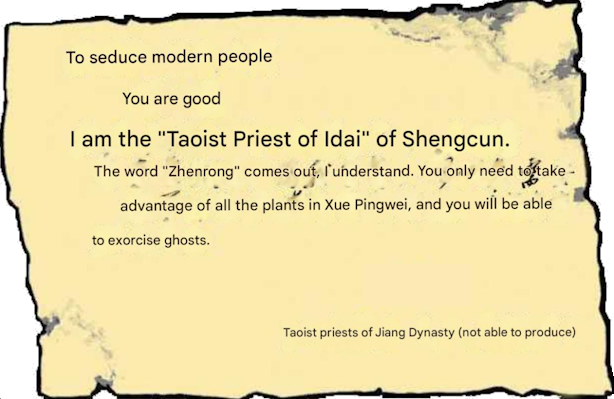 To seduce modern people
You are good
I am the "Taoist Priest of Idai" of Shengcun.
The word "Zhenrong" comes out, I understand. You only need to take
advantage of all the plants in Xue Pingwei, and you will be able
to exorcise ghosts.
Taoist priests of Jiang Dynasty (not able to produce)